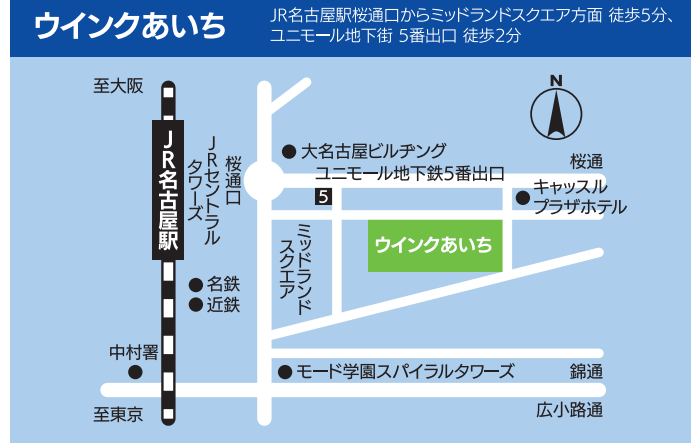 ウインクあいち
JR名古屋駅桜通口からミッドランドスクエア方面 徒歩5分、
ユニモール地下街 5番出口 徒歩2分
至大阪
N
JR名古屋駅
JRセントラル
タワーズ
桜通口
大名古屋ビルヂング
ユニモール地下鉄5番出口
5
桜通
キャッスル
プラザホテル
ウインクあいち
ミッドランド
スクエア
名鉄
近鉄
中村署
モード学園スパイラルタワーズ
錦通
至東京
広小路通